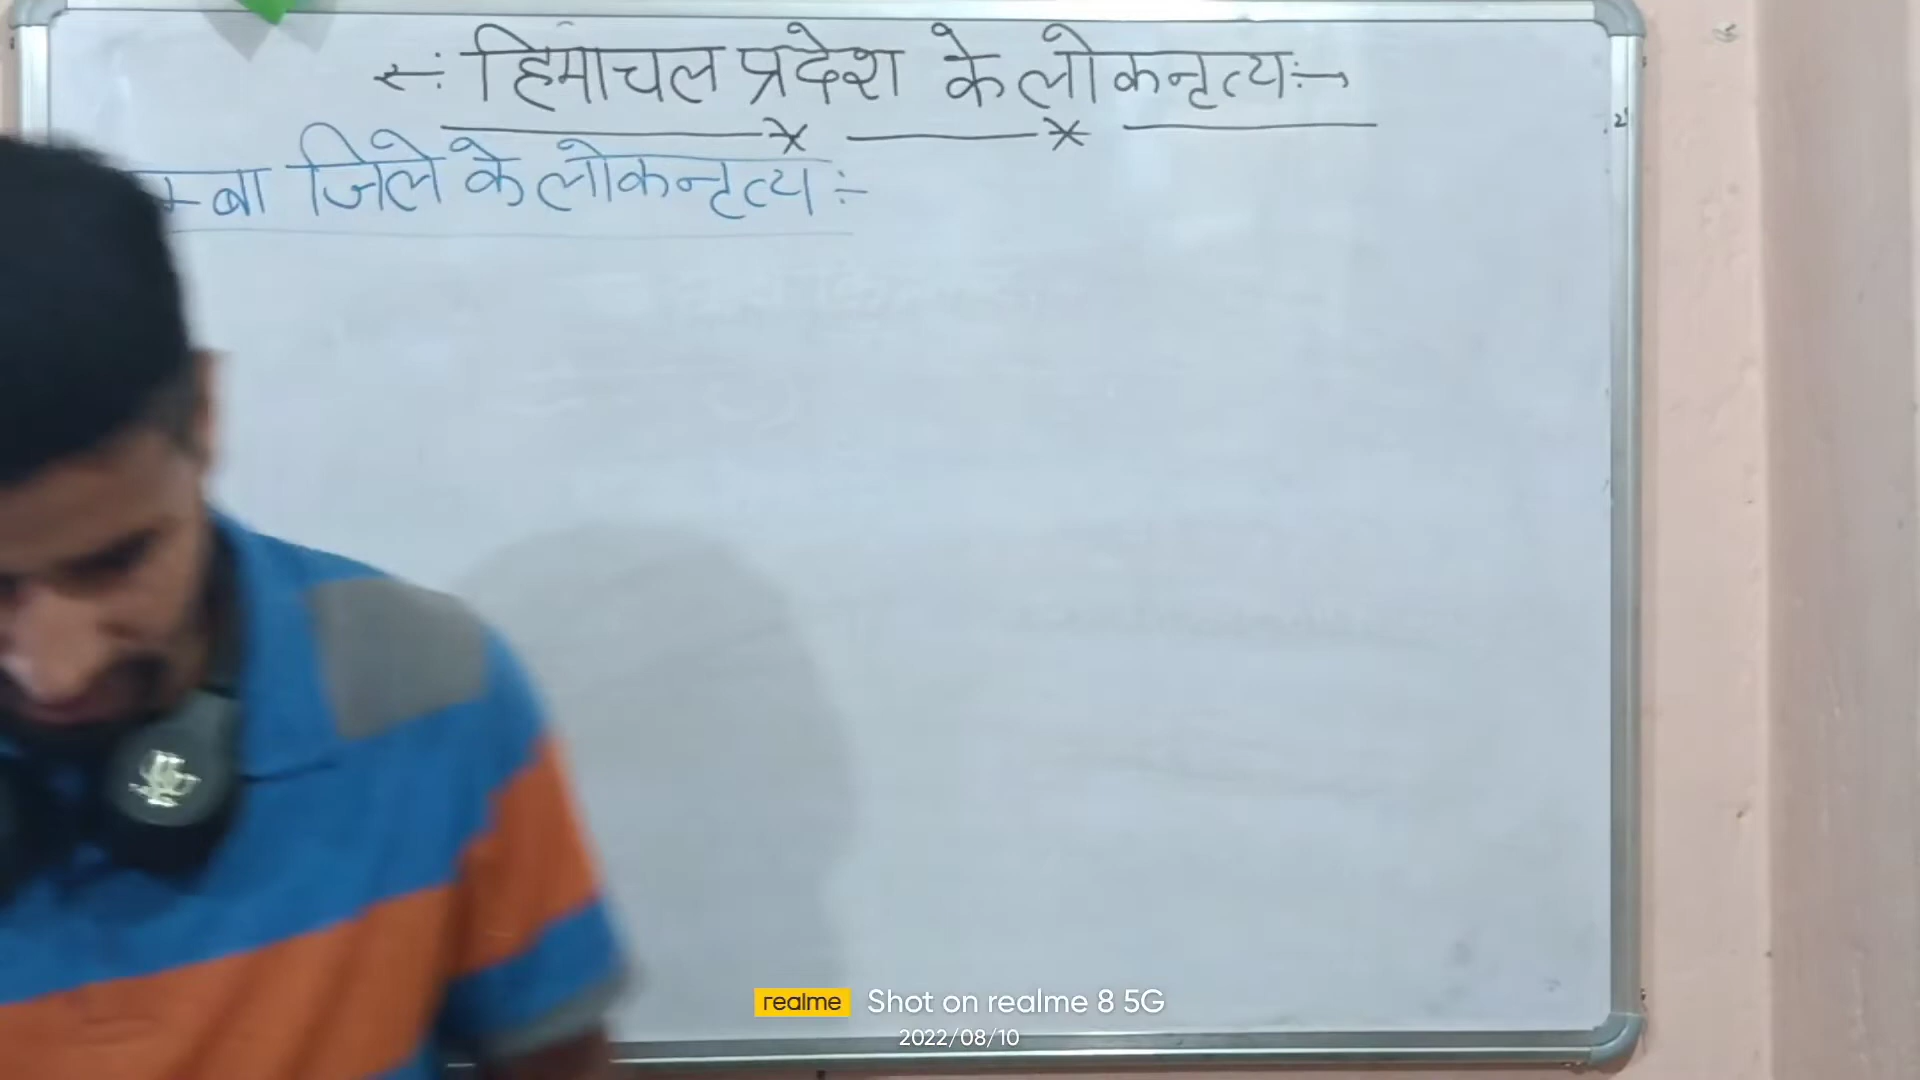 ←: हिमाचल प्रदेश के लोकनृत्य:→
म्बा जिले के लोकनृत्य :-
realme Shot on realme 8 5G
2022/08/10